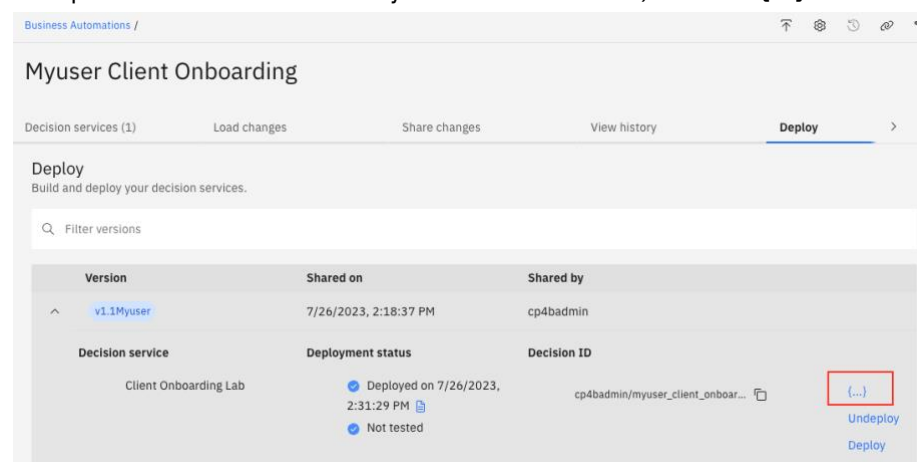 Business Automations /
Myuser Client Onboarding
Decision services (1) Load changes Share changes View history Deploy
Deploy
Build and deploy your decision services.
Filter versions
Version Shared on Shared by
v1.1Myuser 7/26/2023, 2:18:37 PM cp4badmin
Decision service Deployment status Decision ID
Client Onboarding Lab Deployed on 7/26/2023, cp4badmin/myuser_client_onboar... {...}
2:31:29 PM
Not tested Undeploy
Deploy